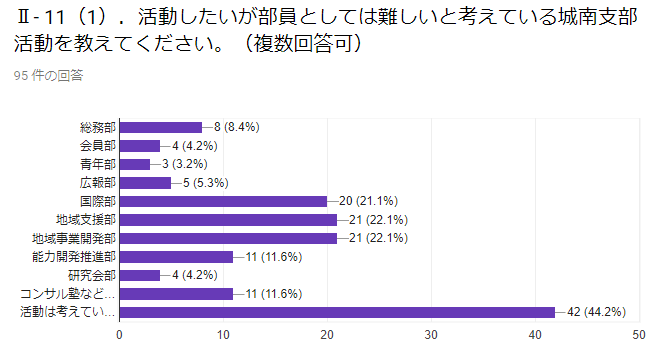 Ⅱ- 11（1）．活動したいが部員としては難しいと考えている城南支部
活動を教えてください。（複数回答可）
95 件の回答
総務部 8 (8.4%)
会員部 4 (4.2%)
青年部 3 (3.2%)
広報部 5 (5.3%)
国際部 20 (21.1%)
地域支援部 21 (22.1%)
地域事業開発部 21 (22.1%)
能力開発推進部 11 (11.6%)
研究会部 4 (4.2%)
コンサル塾など… 11 (11.6%)
活動は考えてい… 42 (44.2%)
0 10 20 30 40 50